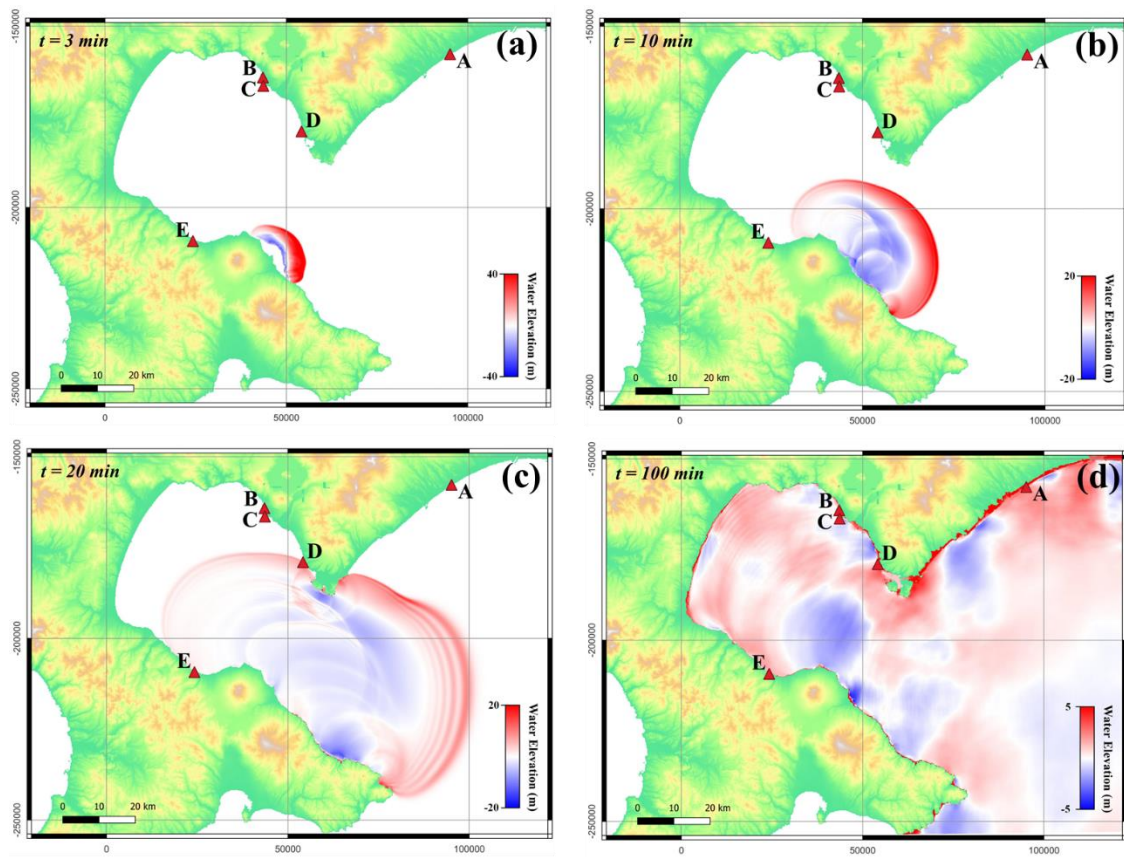 t = 3 min
(a)
A
B
C
D
E
-150000
-200000
-250000
40
Water Elevation (m)
-40
0 10 20 km
0 50000 100000
t = 10 min
(b)
A
B
C
D
E
-150000
-200000
-250000
20
Water Elevation (m)
-20
0 10 20 km
0 50000 100000
t = 20 min
(c)
A
B
C
D
E
-150000
-200000
-250000
20
Water Elevation (m)
-20
0 10 20 km
0 50000 100000
t = 100 min
(d)
A
B
C
D
E
-150000
-200000
-250000
5
Water Elevation (m)
-5
0 10 20 km
0 50000 100000